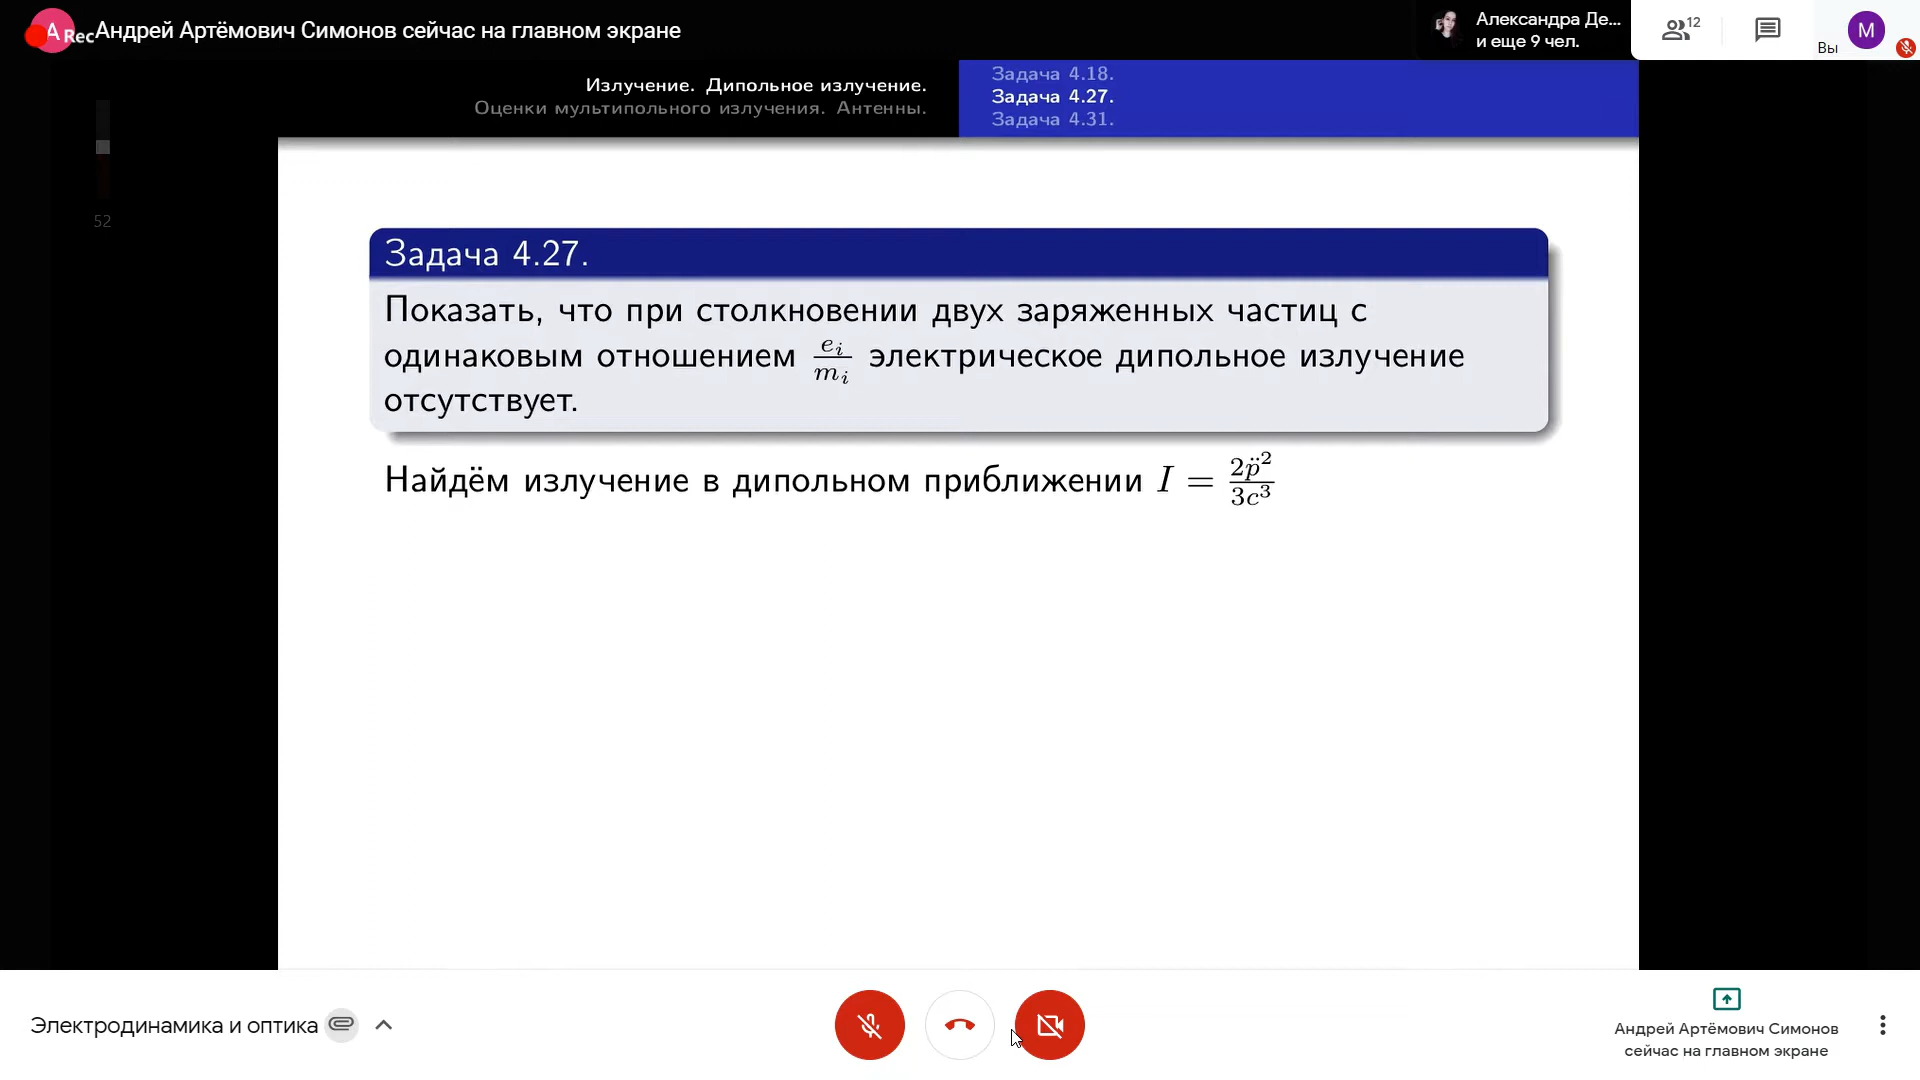 A Rec Андрей Артёмович Симонов сейчас на главном экране
Александра Де...
и еще 9 чел.
12
Вы
M
Излучение. Дипольное излучение.
Оценки мультипольного излучения. Антенны.
Задача 4.18.
Задача 4.27.
Задача 4.31.
52
Задача 4.27.
Показать, что при столкновении двух заряженных частиц с
одинаковым отношением e_i/m_i электрическое дипольное излучение
отсутствует.
Найдём излучение в дипольном приближении I = 2p̈²/3c³
Электродинамика и оптика
Андрей Артёмович Симонов
сейчас на главном экране